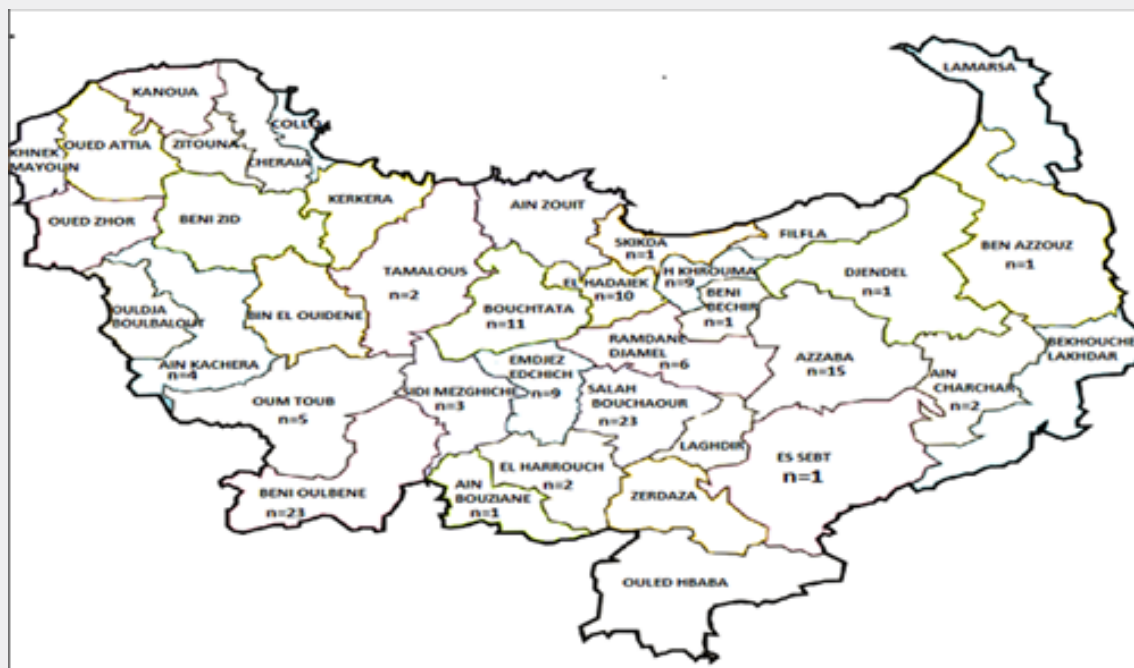 LAMARSA
KANOUA
COLLO
OUED ATTIA
ZITOUNA
KHNEK
MAYOUN
CHERAIA
KERKERA
AIN ZOUIT
OUED ZHOR
BENI ZID
FILFLA
SKIKDA
n=1
BEN AZZOUZ
n=1
TAMALOUS
n=2
H KHROUMA
n=9
EL HADAIEK
n=10
DJENDEL
n=1
BENI
BECHIR
n=1
BOUCHTATA
n=11
OULDJA
BOULBALOUT
BIN EL OUIDENE
RAMDANE
DJAMEL
n=6
BEKHOUCHE
LAKHDAR
AZZABA
n=15
AIN KACHERA
n=4
EMDJEZ
EDCHICH
n=9
AIN
CHARCHAR
n=2
SIDI MEZGHICHE
n=3
SALAH
BOUCHAOUR
n=23
OUM TOUB
n=5
LAGHDIR
ES SEBT
n=1
EL HARROUCH
n=2
AIN
BOUZIANE
n=1
BENI OULBENE
n=23
ZERDAZA
OULED HBABA